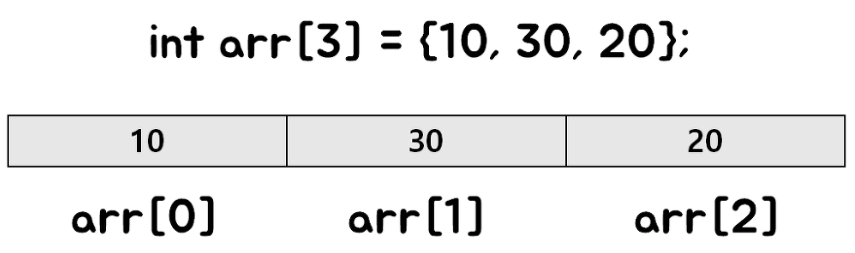 int arr[3] = {10, 30, 20};
10 30 20
arr[0] arr[1] arr[2]